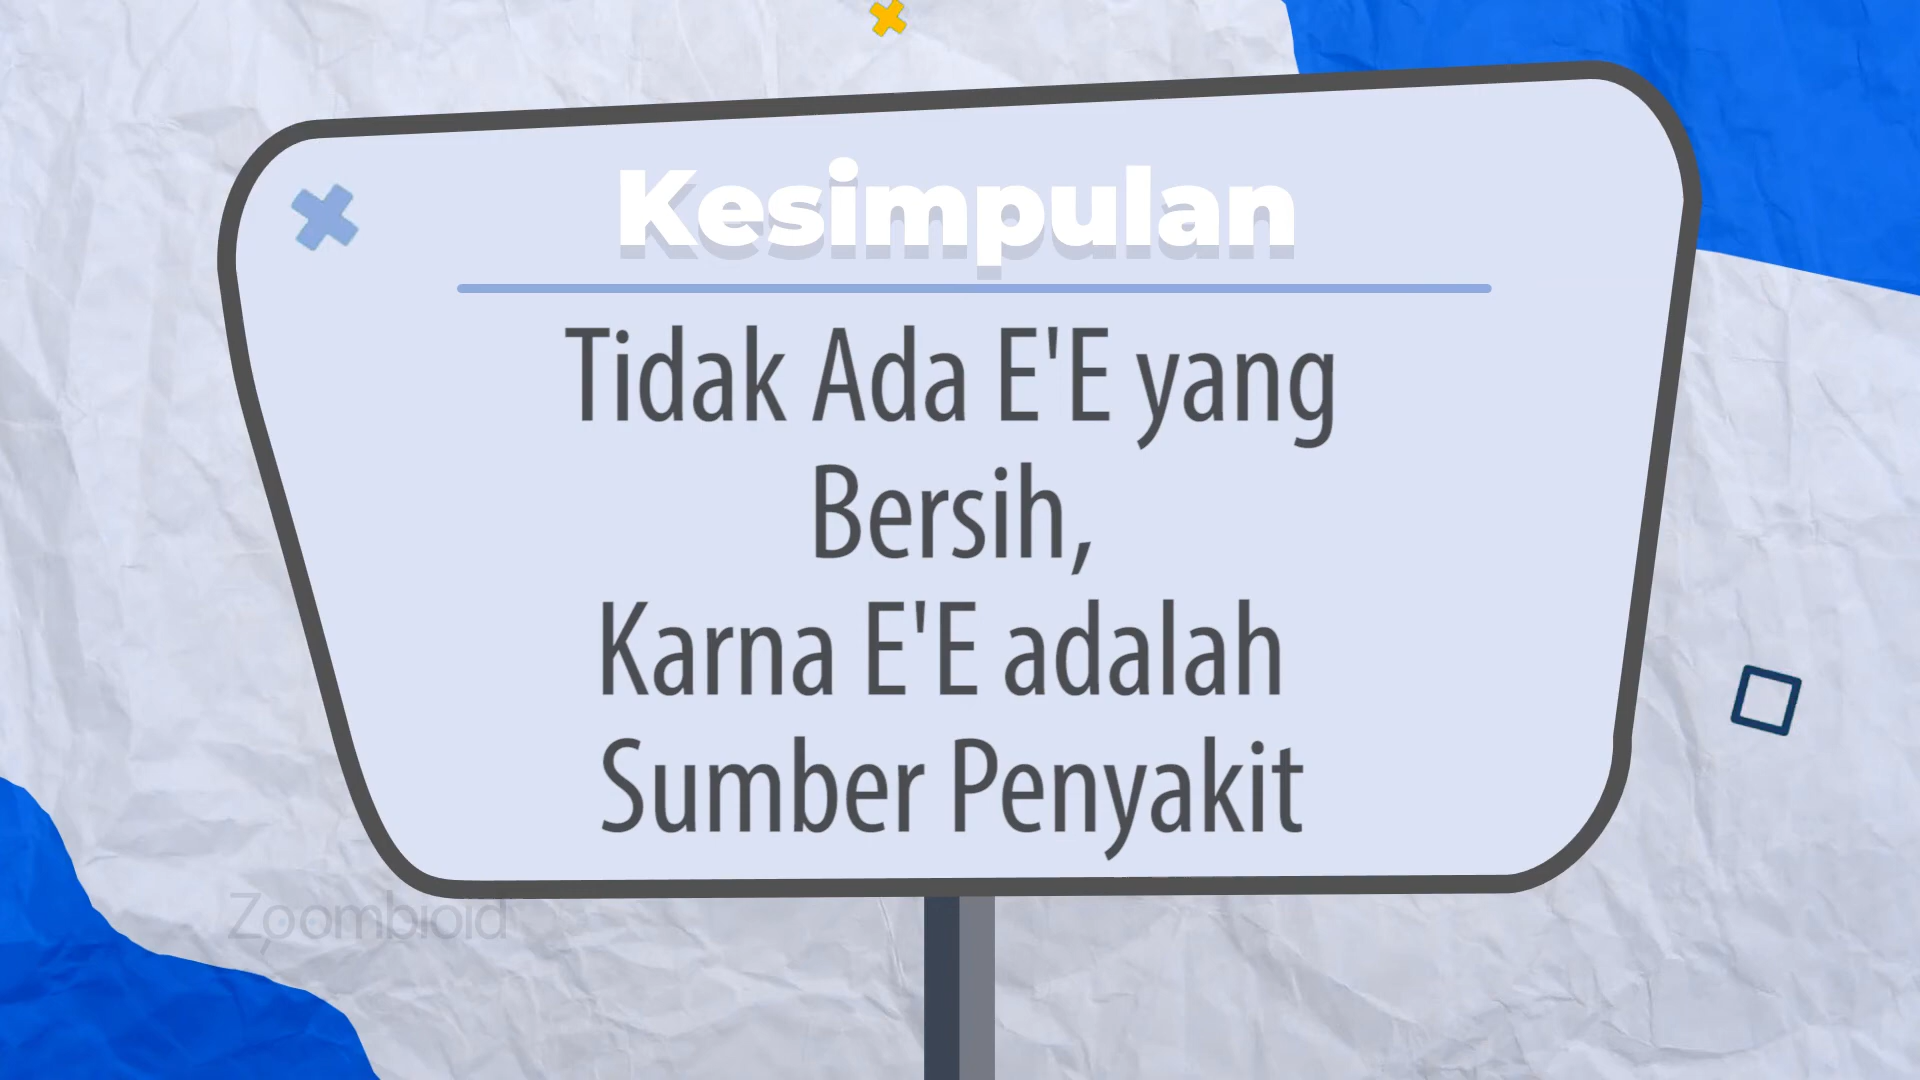 Kesimpulan
Tidak Ada E'E yang
Bersih,
Karna E'E adalah
Sumber Penyakit
Zoombioid